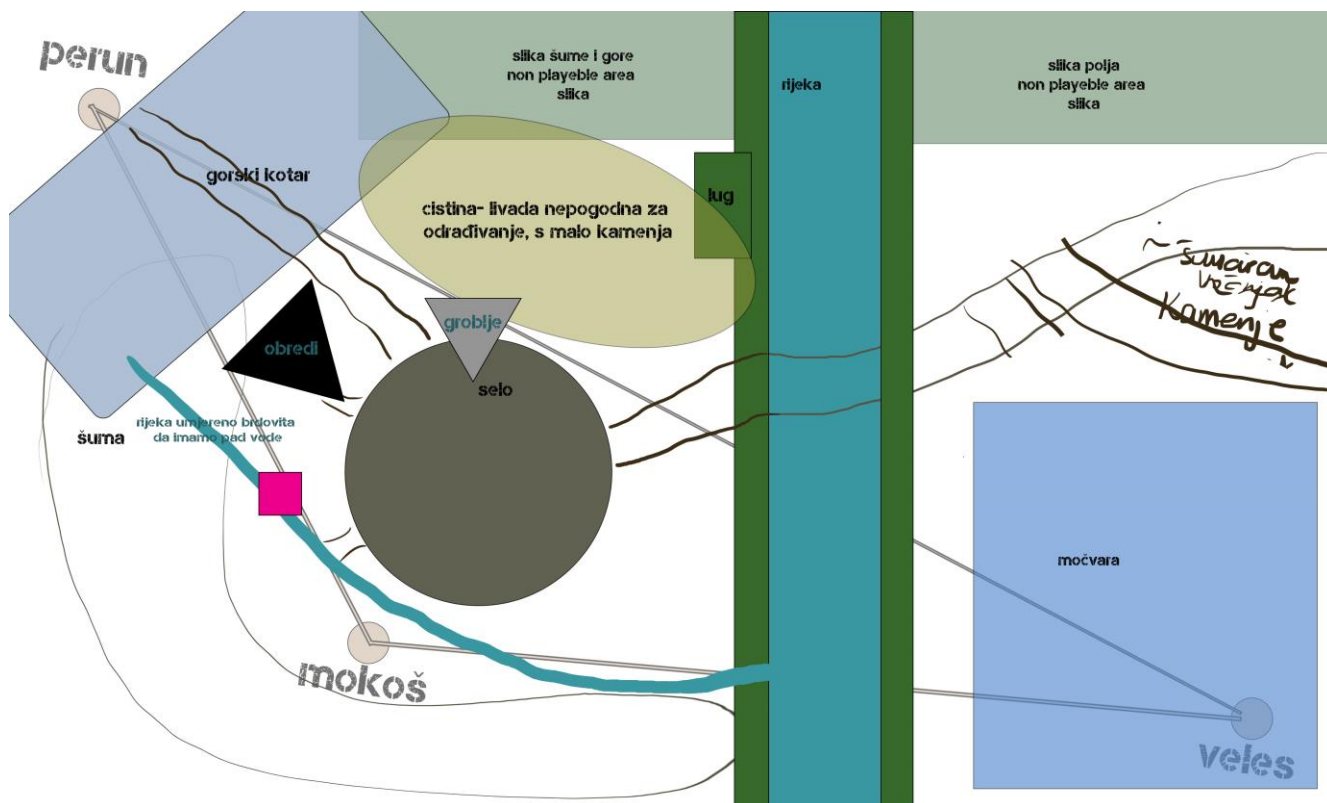 perun
slika šume i gore
non playeble area
slika
rijeka
slika polja
non playeble area
slika
gorski kotar
cistina- livada nepogodna za
odrađivanje, s malo kamenja
lug
Kamenje
groblje
obredi
selo
rijeka umjereno brdovita
da imamo pad vode
šuma
močvara
mokoš
veles